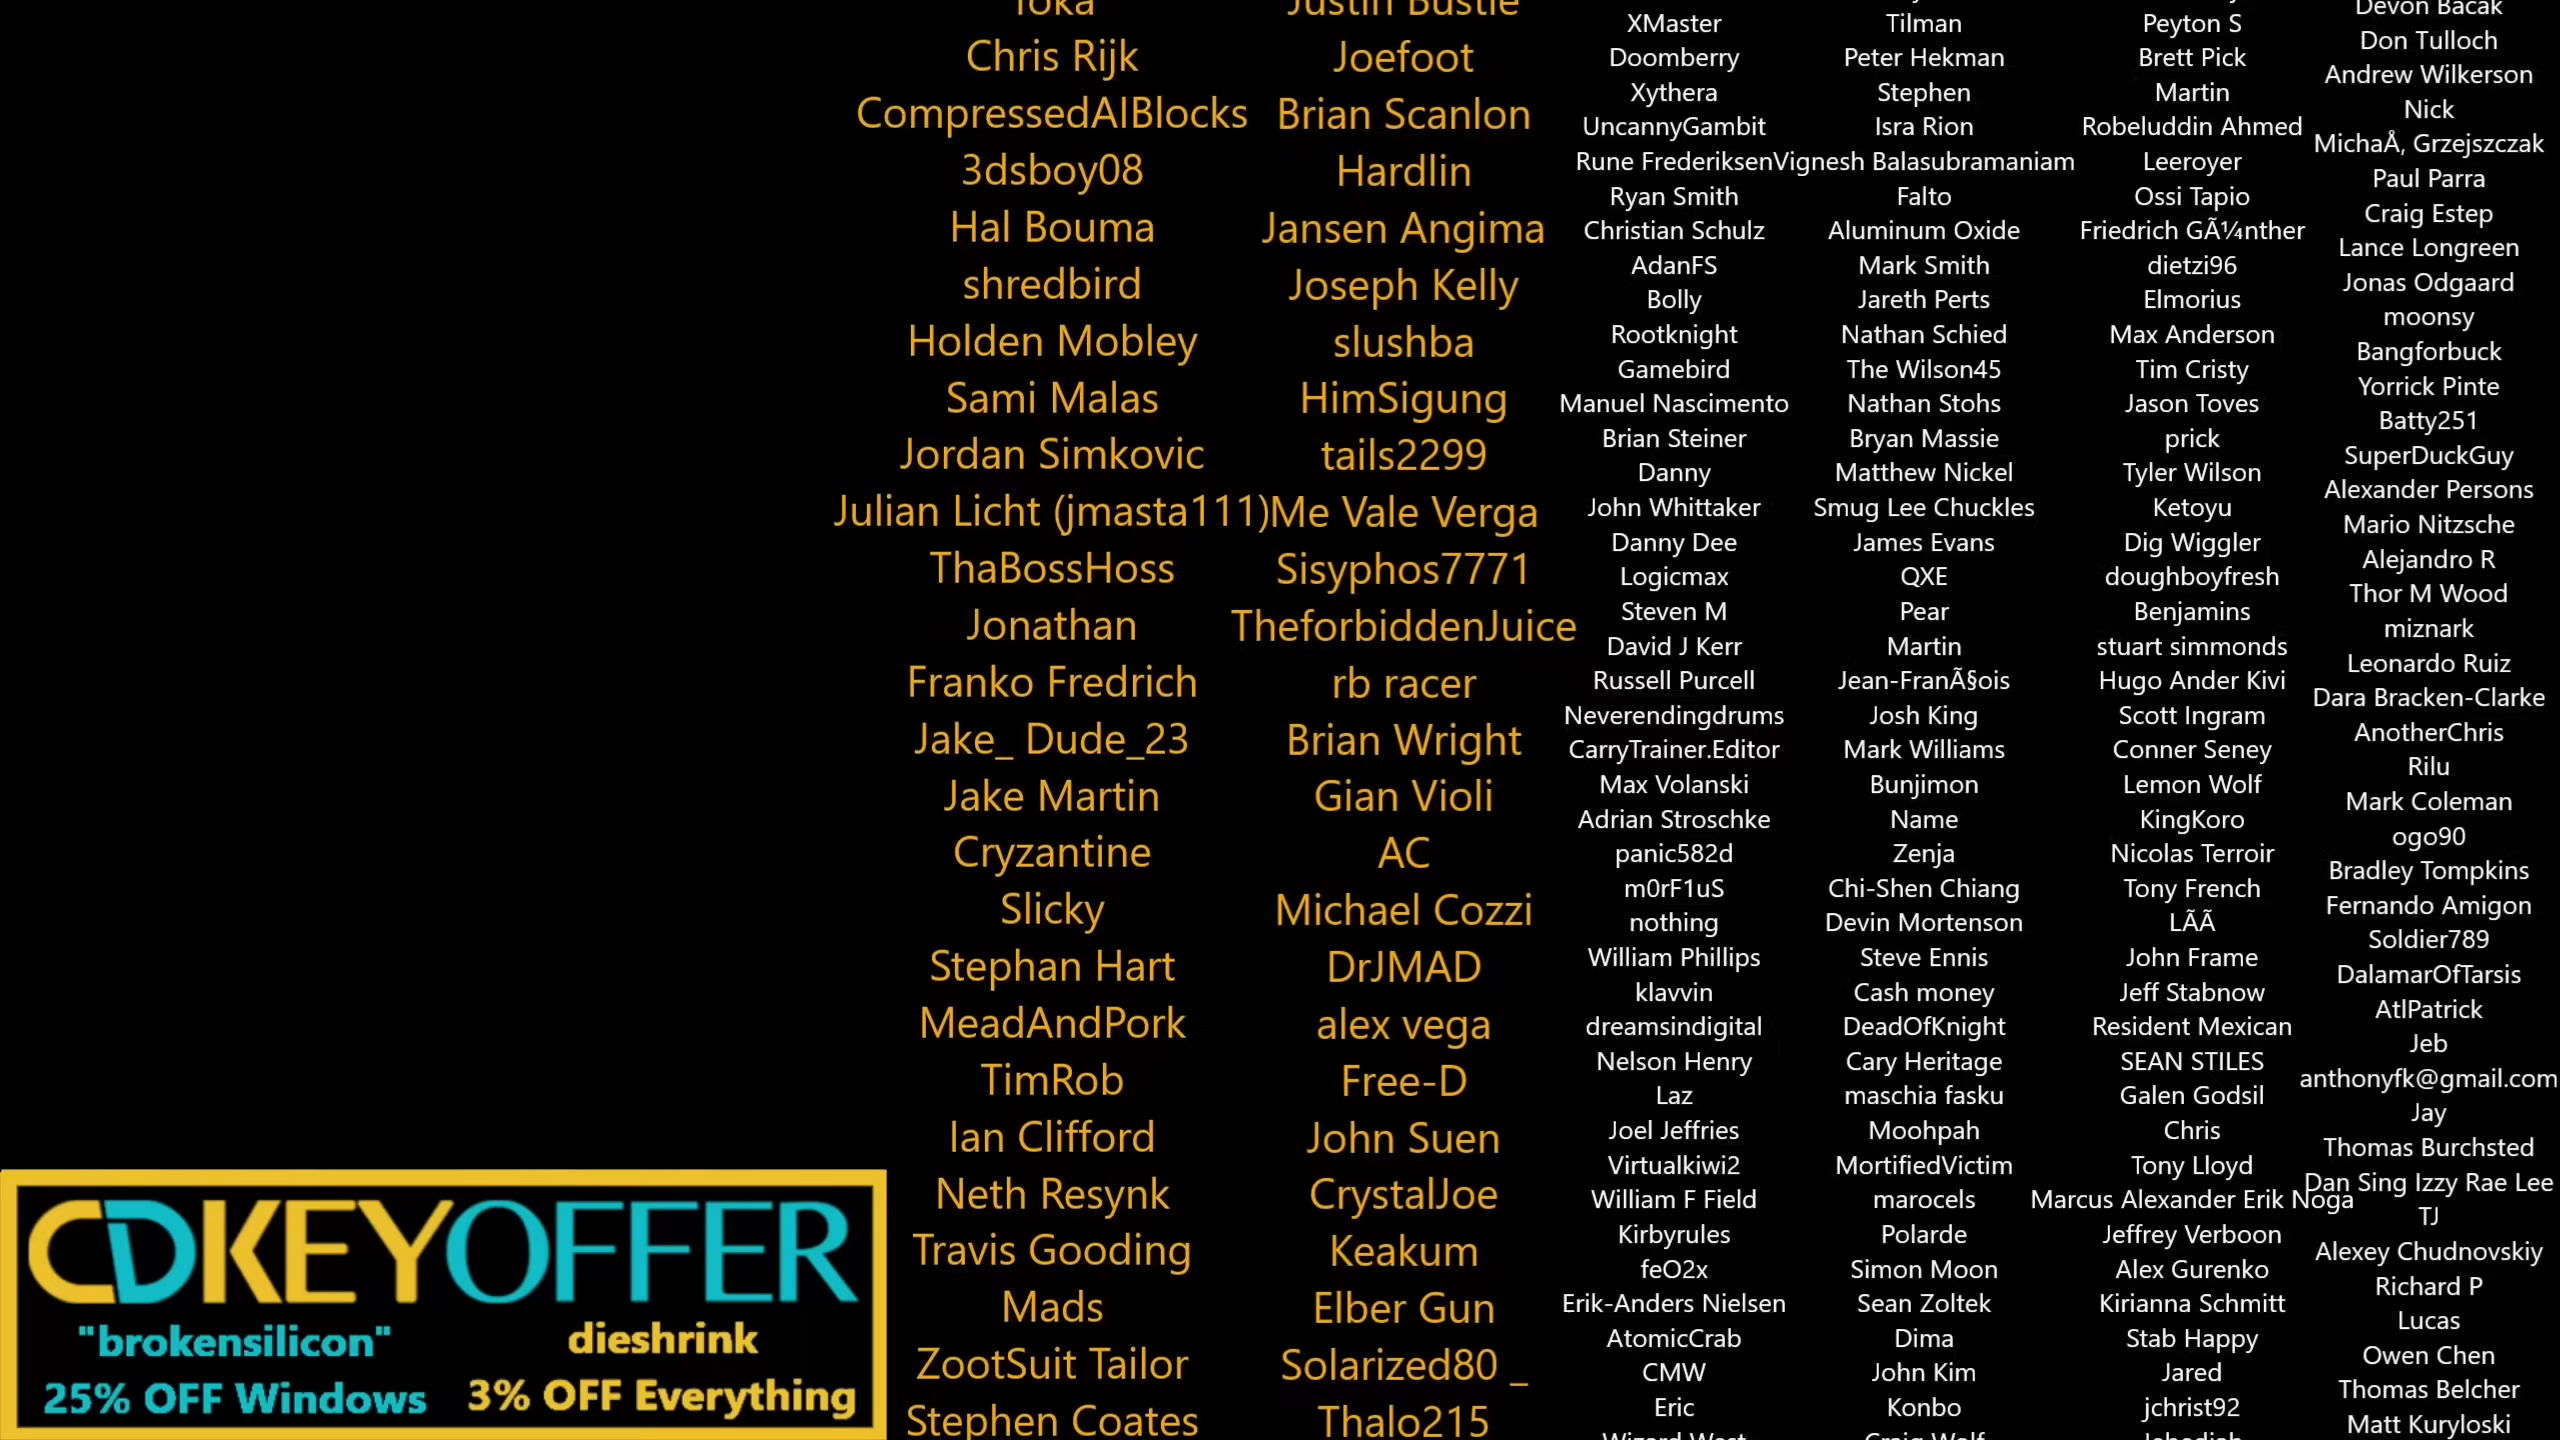 Toka
Chris Rijk
CompressedAIBlocks
3dsboy08
Hal Bouma
shredbird
Holden Mobley
Sami Malas
Jordan Simkovic
Julian Licht (jmasta111)
ThaBossHoss
Jonathan
Franko Fredrich
Jake_ Dude_23
Jake Martin
Cryzantine
Slicky
Stephan Hart
MeadAndPork
TimRob
Ian Clifford
Neth Resynk
Travis Gooding
Mads
ZootSuit Tailor
Stephen Coates
Justin Bustle
Joefoot
Brian Scanlon
Hardlin
Jansen Angima
Joseph Kelly
slushba
HimSigung
tails2299
Me Vale Verga
Sisyphos7771
TheforbiddenJuice
rb racer
Brian Wright
Gian Violi
AC
Michael Cozzi
DrJMAD
alex vega
Free-D
John Suen
CrystalJoe
Keakum
Elber Gun
Solarized80 _
Thalo215
XMaster
Doomberry
Xythera
UncannyGambit
Rune Frederiksen
Ryan Smith
Christian Schulz
AdanFS
Bolly
Rootknight
Gamebird
Manuel Nascimento
Brian Steiner
Danny
John Whittaker
Danny Dee
Logicmax
Steven M
David J Kerr
Russell Purcell
Neverendingdrums
CarryTrainer.Editor
Max Volanski
Adrian Stroschke
panic582d
m0rF1uS
nothing
William Phillips
klavvin
dreamsindigital
Nelson Henry
Laz
Joel Jeffries
Virtualkiwi2
William F Field
Kirbyrules
feO2x
Erik-Anders Nielsen
AtomicCrab
CMW
Eric
Wizard West
Tilman
Peter Hekman
Stephen
Isra Rion
Vignesh Balasubramaniam
Falto
Aluminum Oxide
Mark Smith
Jareth Perts
Nathan Schied
The Wilson45
Nathan Stohs
Bryan Massie
Matthew Nickel
Smug Lee Chuckles
James Evans
QXE
Pear
Martin
Jean-FranÃ§ois
Josh King
Mark Williams
Bunjimon
Name
Zenja
Chi-Shen Chiang
Devin Mortenson
Steve Ennis
Cash money
DeadOfKnight
Cary Heritage
maschia fasku
Moohpah
MortifiedVictim
marocels
Polarde
Simon Moon
Sean Zoltek
Dima
John Kim
Konbo
Craig Wolf
Peyton S
Brett Pick
Martin
Robeluddin Ahmed
Leeroyer
Ossi Tapio
Friedrich GÃ¼nther
dietzi96
Elmorius
Max Anderson
Tim Cristy
Jason Toves
prick
Tyler Wilson
Ketoyu
Dig Wiggler
doughboyfresh
Benjamins
stuart simmonds
Hugo Ander Kivi
Scott Ingram
Conner Seney
Lemon Wolf
KingKoro
Nicolas Terroir
Tony French
LÃÃ
John Frame
Jeff Stabnow
Resident Mexican
SEAN STILES
Galen Godsil
Chris
Tony Lloyd
Marcus Alexander Erik Noga
Jeffrey Verboon
Alex Gurenko
Kirianna Schmitt
Stab Happy
Jared
jchrist92
Devon Bacak
Don Tulloch
Andrew Wilkerson
Nick
MichaÅ‚ Grzejszczak
Paul Parra
Craig Estep
Lance Longreen
Jonas Odgaard
moonsy
Bangforbuck
Yorrick Pinte
Batty251
SuperDuckGuy
Alexander Persons
Mario Nitzsche
Alejandro R
Thor M Wood
miznark
Leonardo Ruiz
Dara Bracken-Clarke
AnotherChris
Rilu
Mark Coleman
ogo90
Bradley Tompkins
Fernando Amigon
Soldier789
DalamarOfTarsis
AtlPatrick
Jeb
anthonyfk@gmail.com
Jay
Thomas Burchsted
Dan Sing Izzy Rae Lee
TJ
Alexey Chudnovskiy
Richard P
Lucas
Owen Chen
Thomas Belcher
Matt Kuryloski
CDKEYOFFER
"brokensilicon"
25% OFF Windows
dieshrink
3% OFF Everything